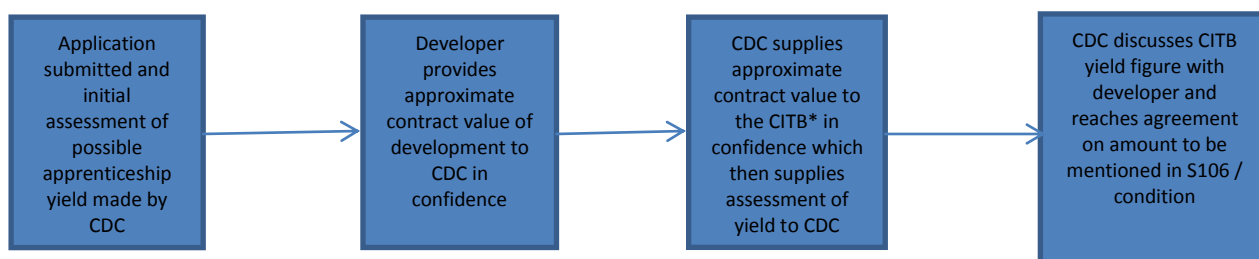 Application
submitted and
initial
assessment of
possible
apprenticeship
yield made by
CDC
Developer
provides
approximate
contract value of
development to
CDC in
confidence
CDC supplies
approximate
contract value to
the CITB* in
confidence which
then supplies
assessment of
yield to CDC
CDC discusses CITB
yield figure with
developer and
reaches agreement
on amount to be
mentioned in S106 /
condition